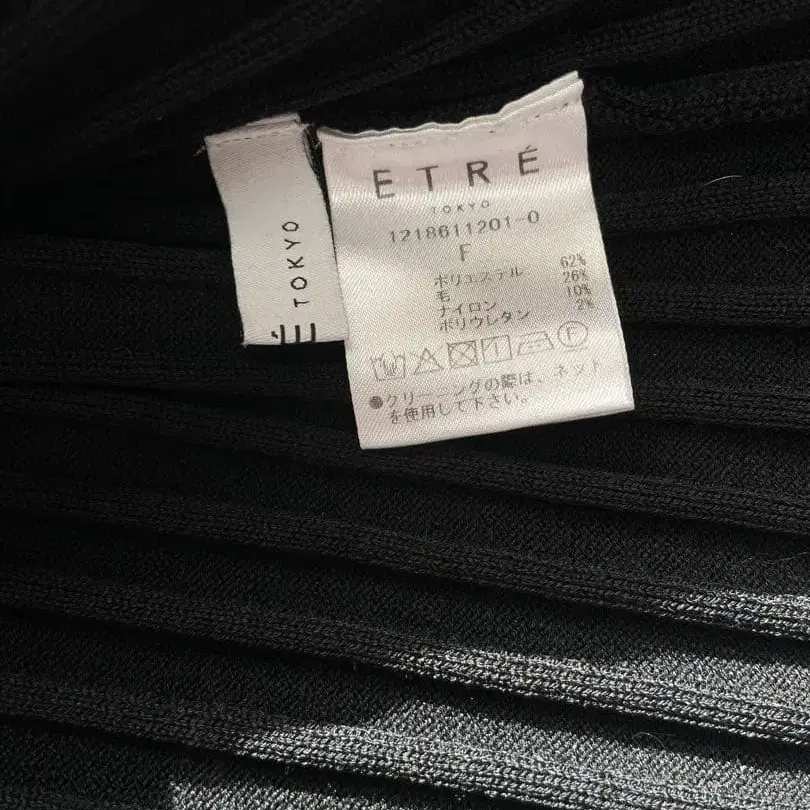 ETRÉ
TOKYO
1218611201-0
F
ポリエステル 62%
毛 26%
ナイロン 10%
ポリウレタン 2%
F
●クリーニングの際は、ネット
を使用して下さい。
É TOKYO